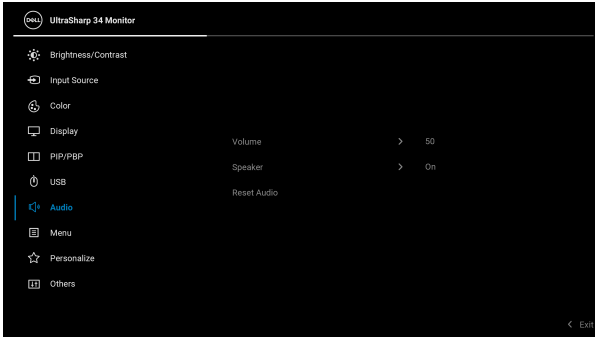 DELL UltraSharp 34 Monitor
Brightness/Contrast
Input Source
Color
Display
PIP/PBP
USB
Audio
Menu
Personalize
Others
Volume > 50
Speaker > On
Reset Audio
< Exit